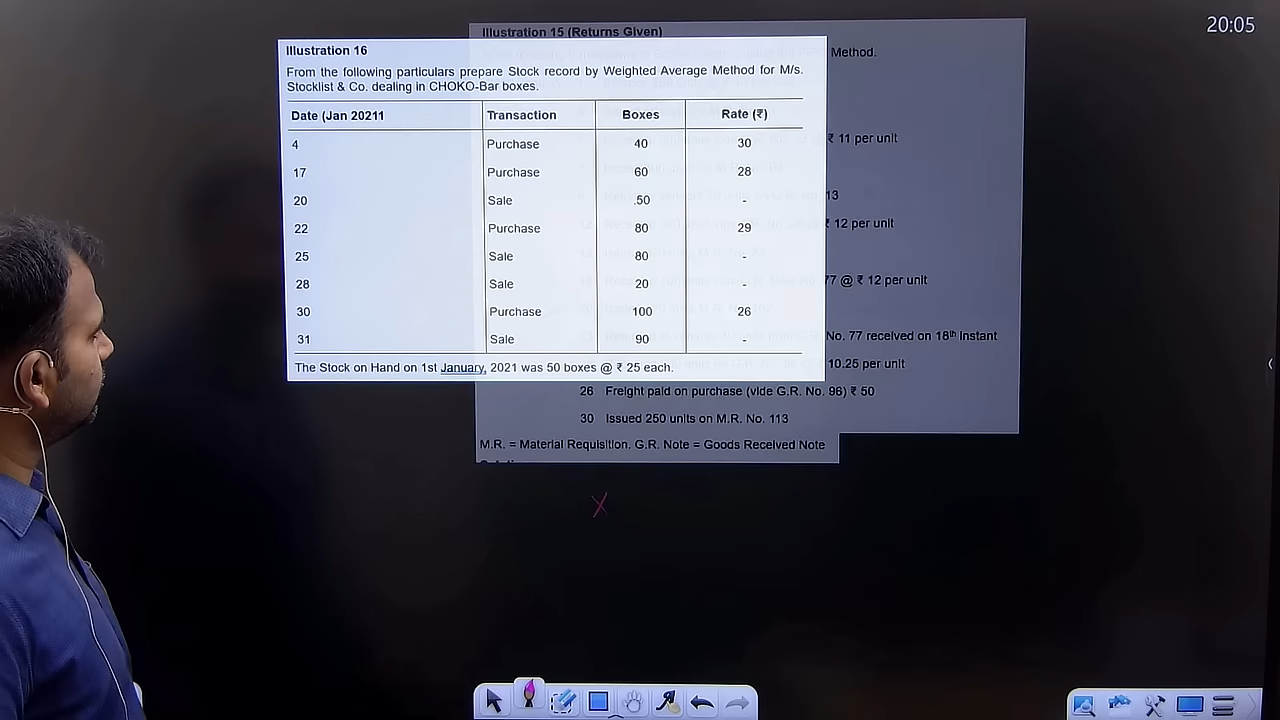 20:05
Illustration 15 (Returns Given)
Method.
Illustration 16
From the following particulars prepare Stock record by Weighted Average Method for M/s.
Stocklist & Co. dealing in CHOKO-Bar boxes.
Date (Jan 20211 Transaction Boxes Rate (₹)
4 Purchase 40 30
17 Purchase 60 28
20 Sale .50 -
22 Purchase 80 29
25 Sale 80 -
28 Sale 20 -
30 Purchase 100 26
31 Sale 90 -
The Stock on Hand on 1st January, 2021 was 50 boxes @ ₹ 25 each.
₹ 11 per unit
13
₹ 12 per unit
77 @ ₹ 12 per unit
No. 77 received on 18th Instant
10.25 per unit
26 Freight paid on purchase (vide G.R. No. 96) ₹ 50
30 Issued 250 units on M.R. No. 113
M.R. = Material Requisition. G.R. Note = Goods Received Note
X